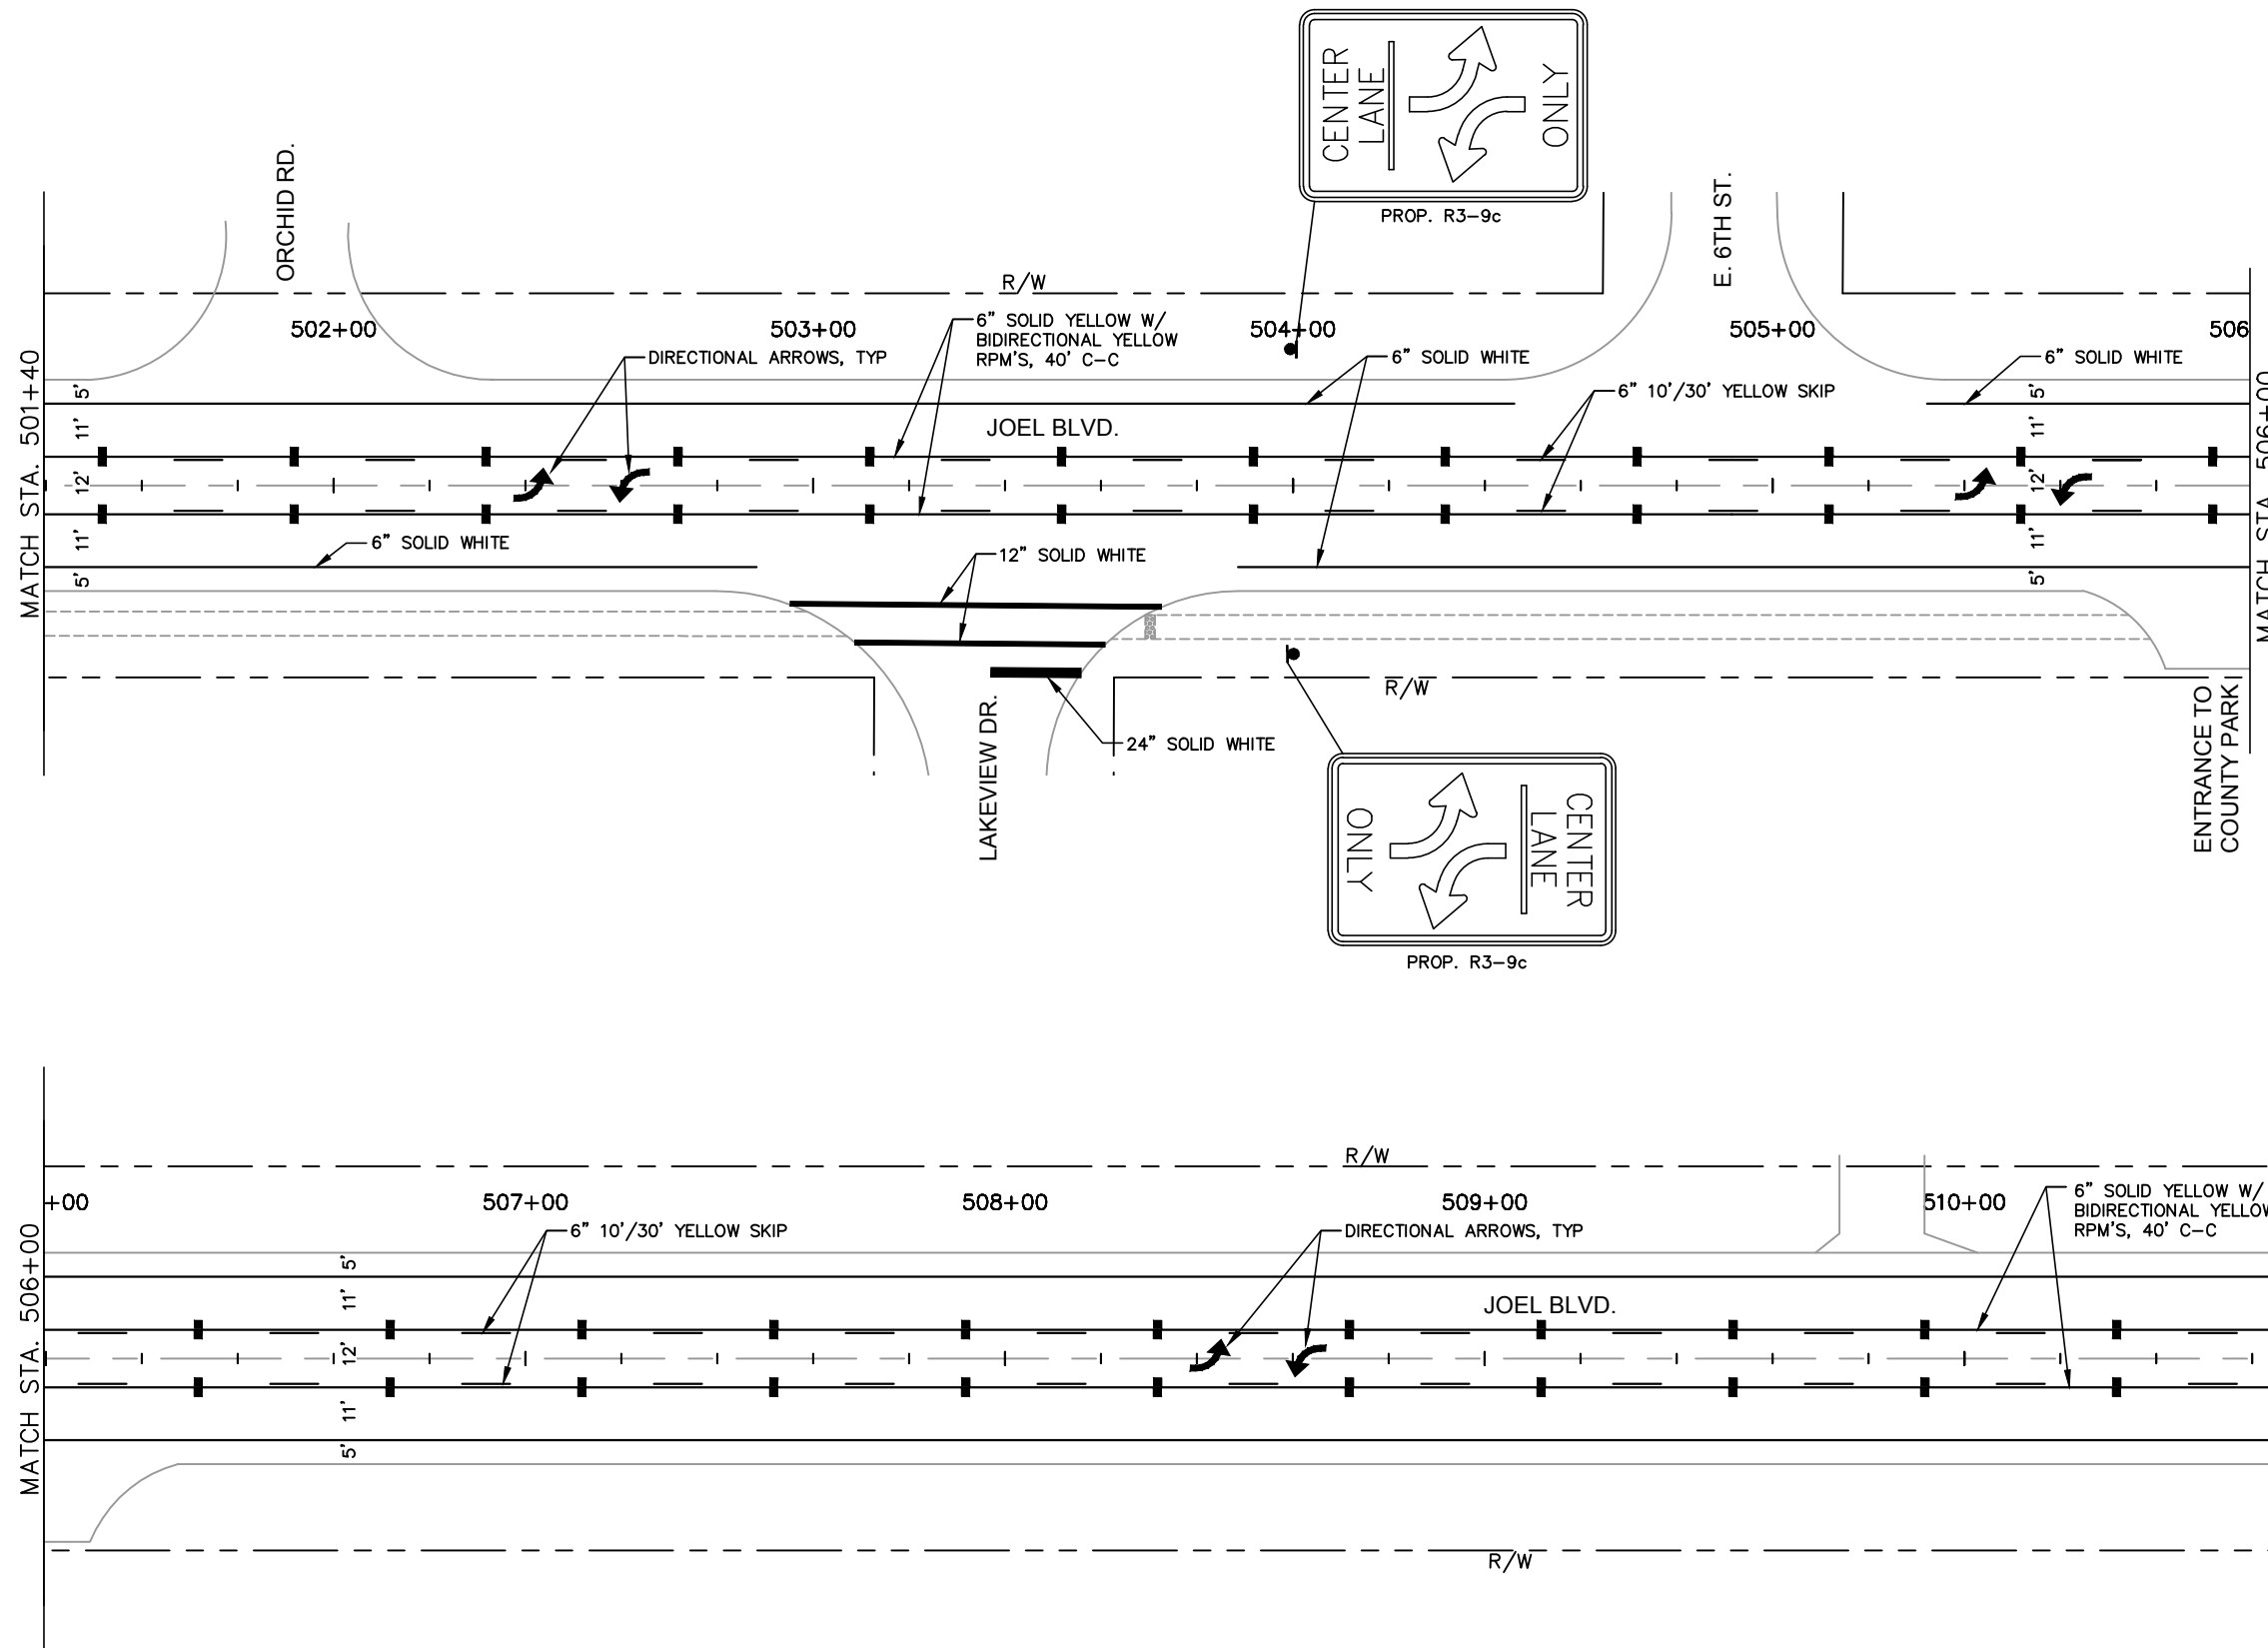 CENTER
LANE
ONLY
PROP. R3-9c
ORCHID RD.
E. 6TH ST.
R/W
502+00
503+00
504+00
505+00
506
6" SOLID YELLOW W/
BIDIRECTIONAL YELLOW
RPM'S, 40' C-C
DIRECTIONAL ARROWS, TYP
6" SOLID WHITE
6" SOLID WHITE
6" 10'/30' YELLOW SKIP
MATCH STA. 501+40
5'
11'
12'
11'
5'
JOEL BLVD.
5'
11'
12'
11'
5'
MATCH STA. 506+00
6" SOLID WHITE
12" SOLID WHITE
R/W
24" SOLID WHITE
LAKEVIEW DR.
ENTRANCE TO
COUNTY PARK
ONLY
CENTER
LANE
PROP. R3-9c
R/W
+00
507+00
508+00
509+00
510+00
6" SOLID YELLOW W/
BIDIRECTIONAL YELLOW
RPM'S, 40' C-C
6" 10'/30' YELLOW SKIP
DIRECTIONAL ARROWS, TYP
MATCH STA. 506+00
5'
11'
12'
11'
5'
JOEL BLVD.
R/W